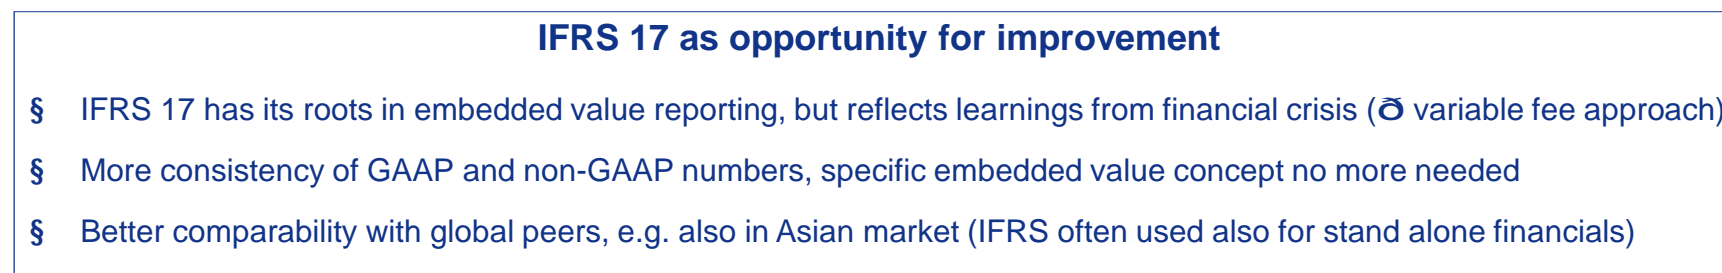 IFRS 17 as opportunity for improvement
§ IFRS 17 has its roots in embedded value reporting, but reflects learnings from financial crisis (ð variable fee approach)
§ More consistency of GAAP and non-GAAP numbers, specific embedded value concept no more needed
§ Better comparability with global peers, e.g. also in Asian market (IFRS often used also for stand alone financials)